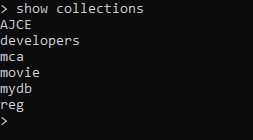 > show collections
AJCE
developers
mca
movie
mydb
reg
>